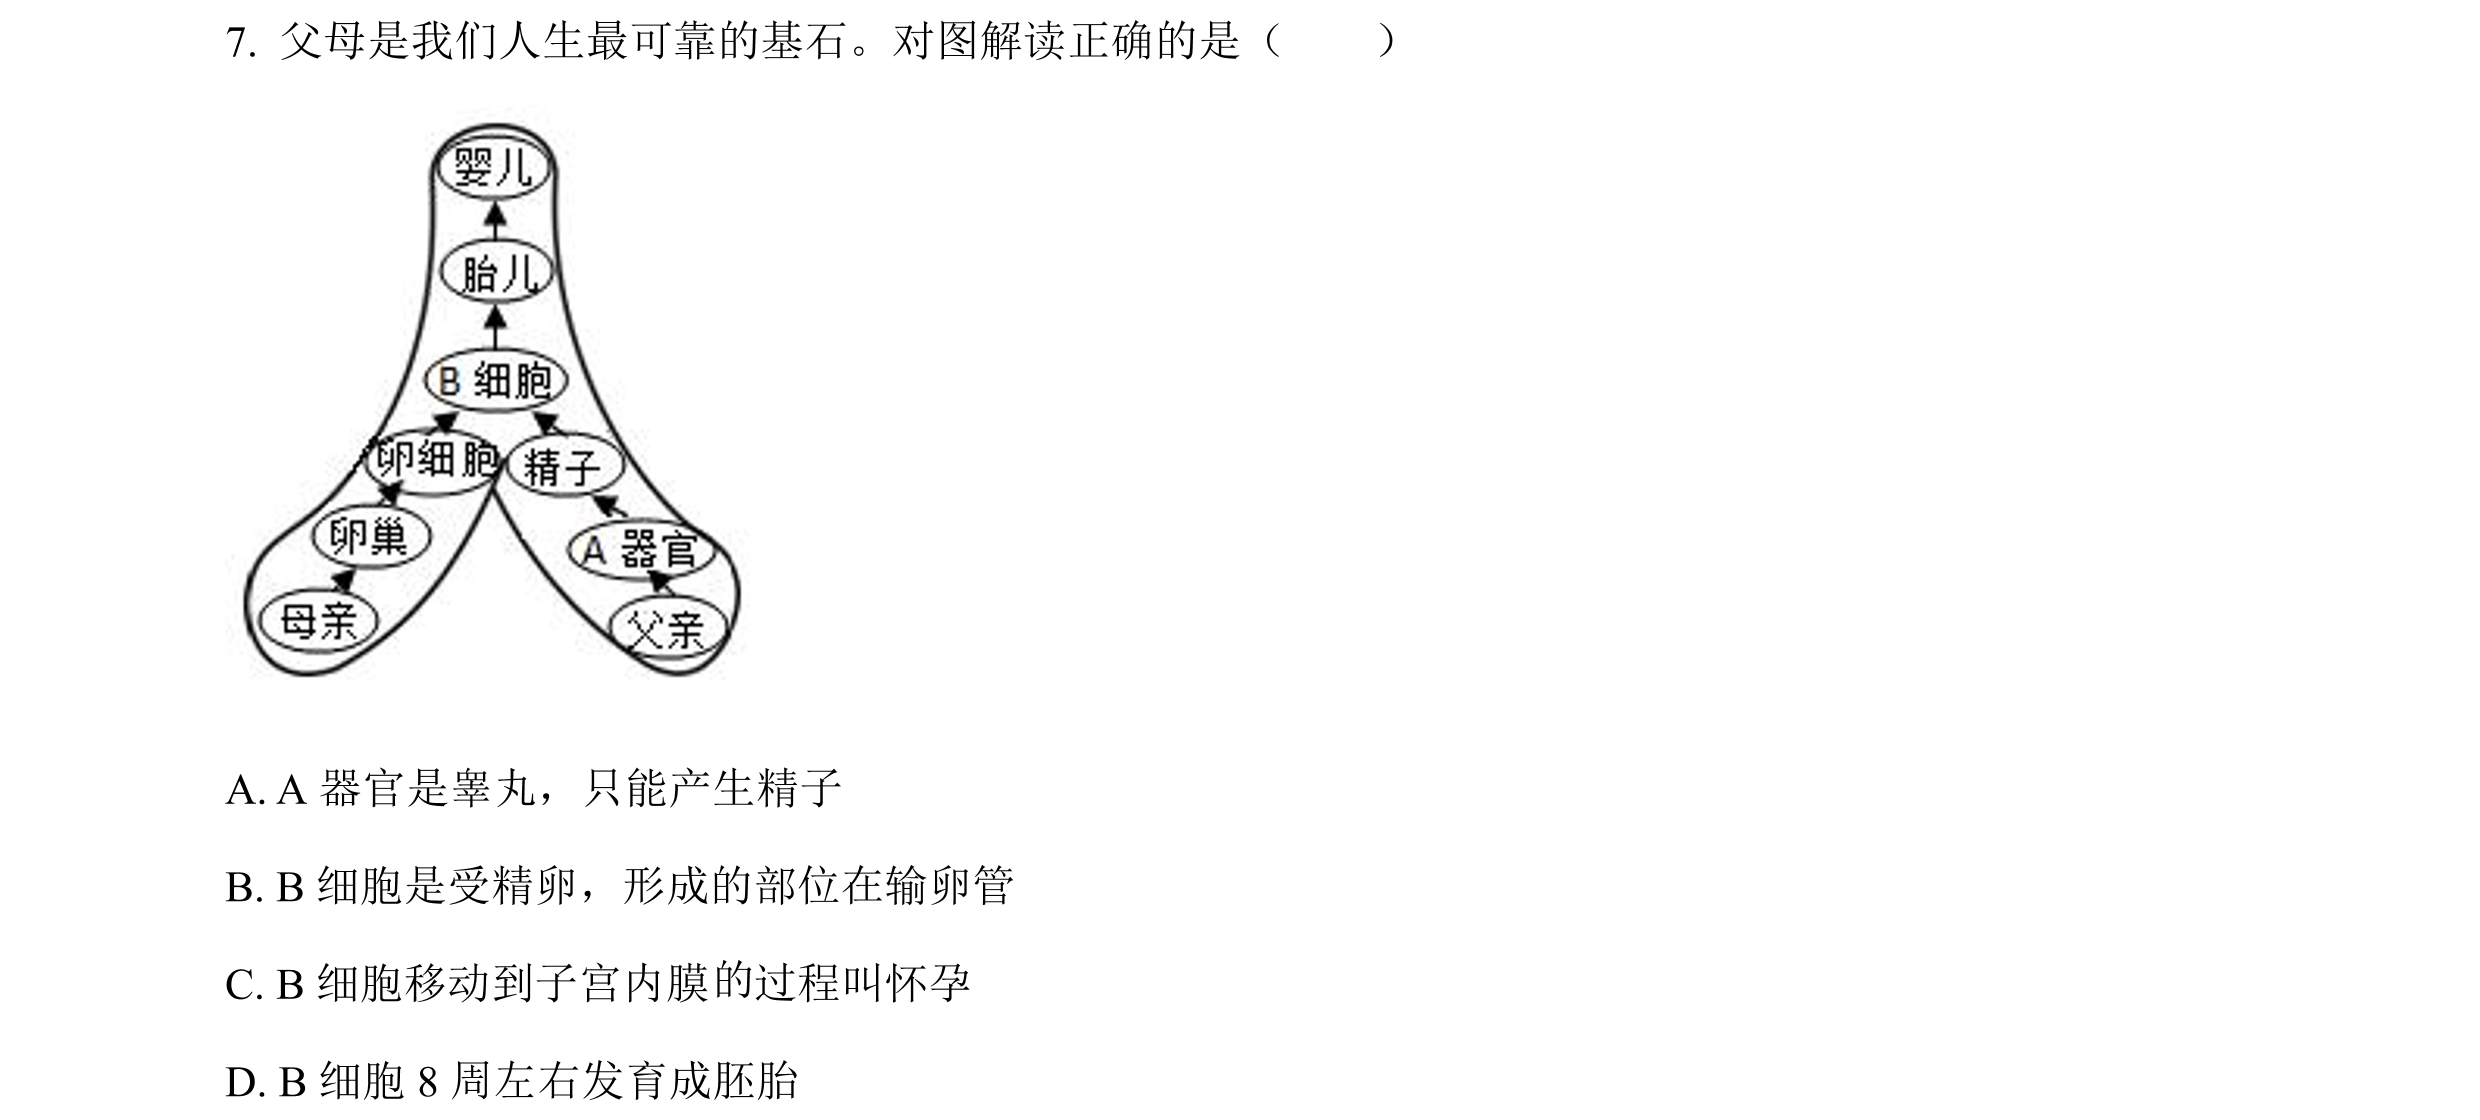 7. 父母是我们人生最可靠的基石。对图解读正确的是（　　）
婴儿
胎儿
B 细胞
卵细胞 精子
卵巢 A 器官
母亲 父亲
A. A 器官是睾丸，只能产生精子
B. B 细胞是受精卵，形成的部位在输卵管
C. B 细胞移动到子宫内膜的过程叫怀孕
D. B 细胞 8 周左右发育成胚胎